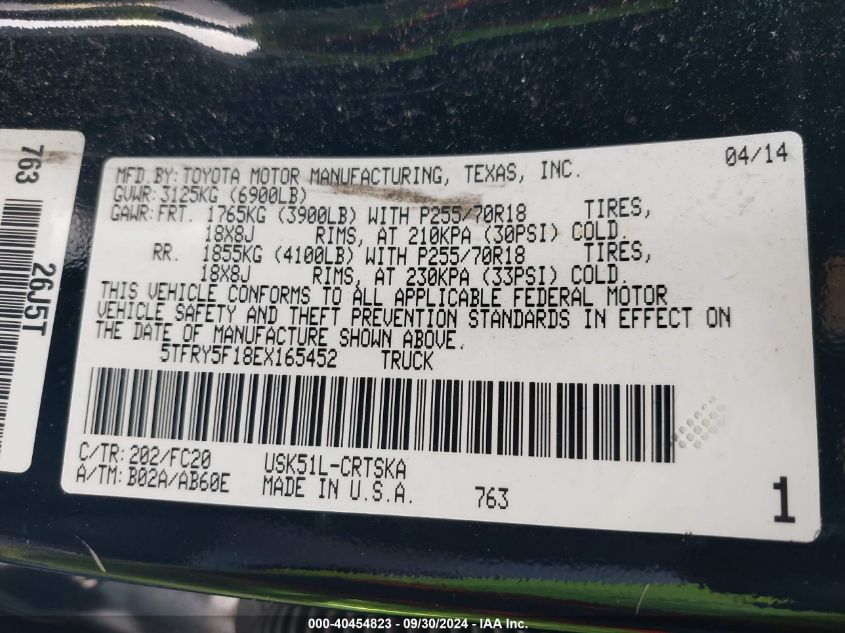 763
26J5T
MFD.BY:TOYOTA MOTOR MANUFACTURING, TEXAS, INC. 04/14
GVWR:3125KG (6900LB)
GAWR:FRT. 1765KG (3900LB) WITH P255/70R18 TIRES,
18X8J RIMS, AT 210KPA (30PSI) COLD.
RR. 1855KG (4100LB) WITH P255/70R18 TIRES,
18X8J RIMS, AT 230KPA (33PSI) COLD.
THIS VEHICLE CONFORMS TO ALL APPLICABLE FEDERAL MOTOR
VEHICLE SAFETY AND THEFT PREVENTION STANDARDS IN EFFECT ON
THE DATE OF MANUFACTURE SHOWN ABOVE.
5TFRY5F18EX165452 TRUCK
C/TR:202/FC20 USK51L-CRTSKA
A/TM:B02A/AB60E MADE IN U.S.A. 763 1
000-40454823 - 09/30/2024 - IAA Inc.